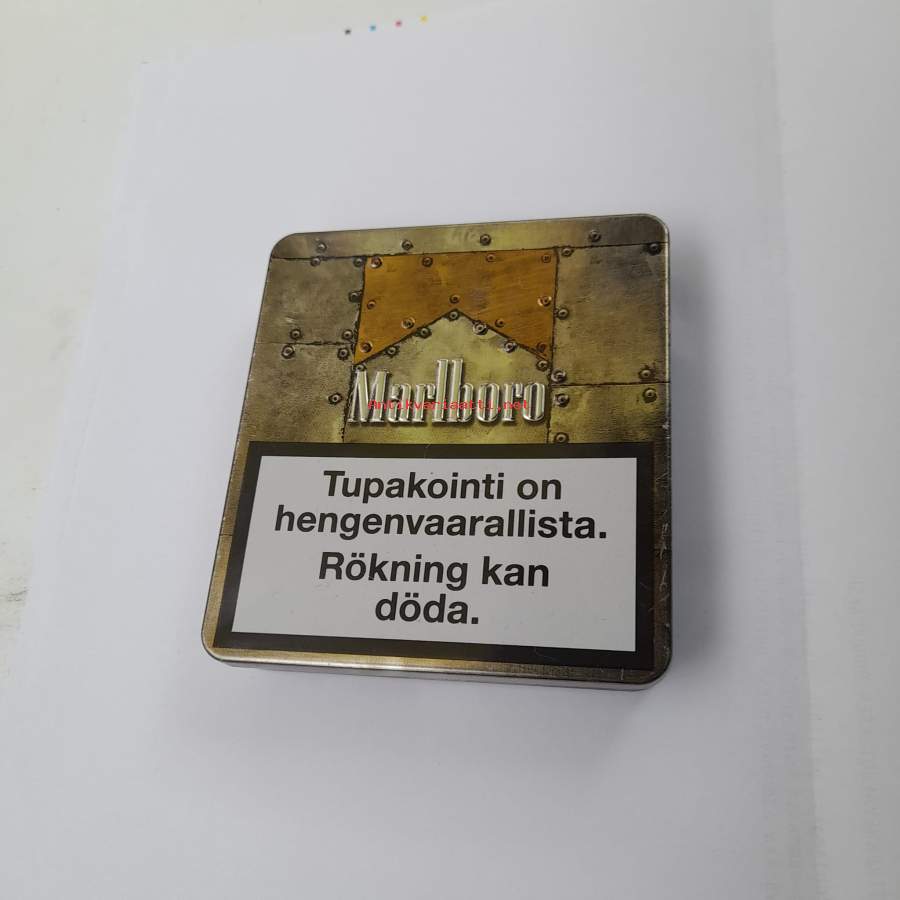 Marlboro
Antikvariaatti.net
Tupakointi on
hengenvaarallista.
Rökning kan
döda.